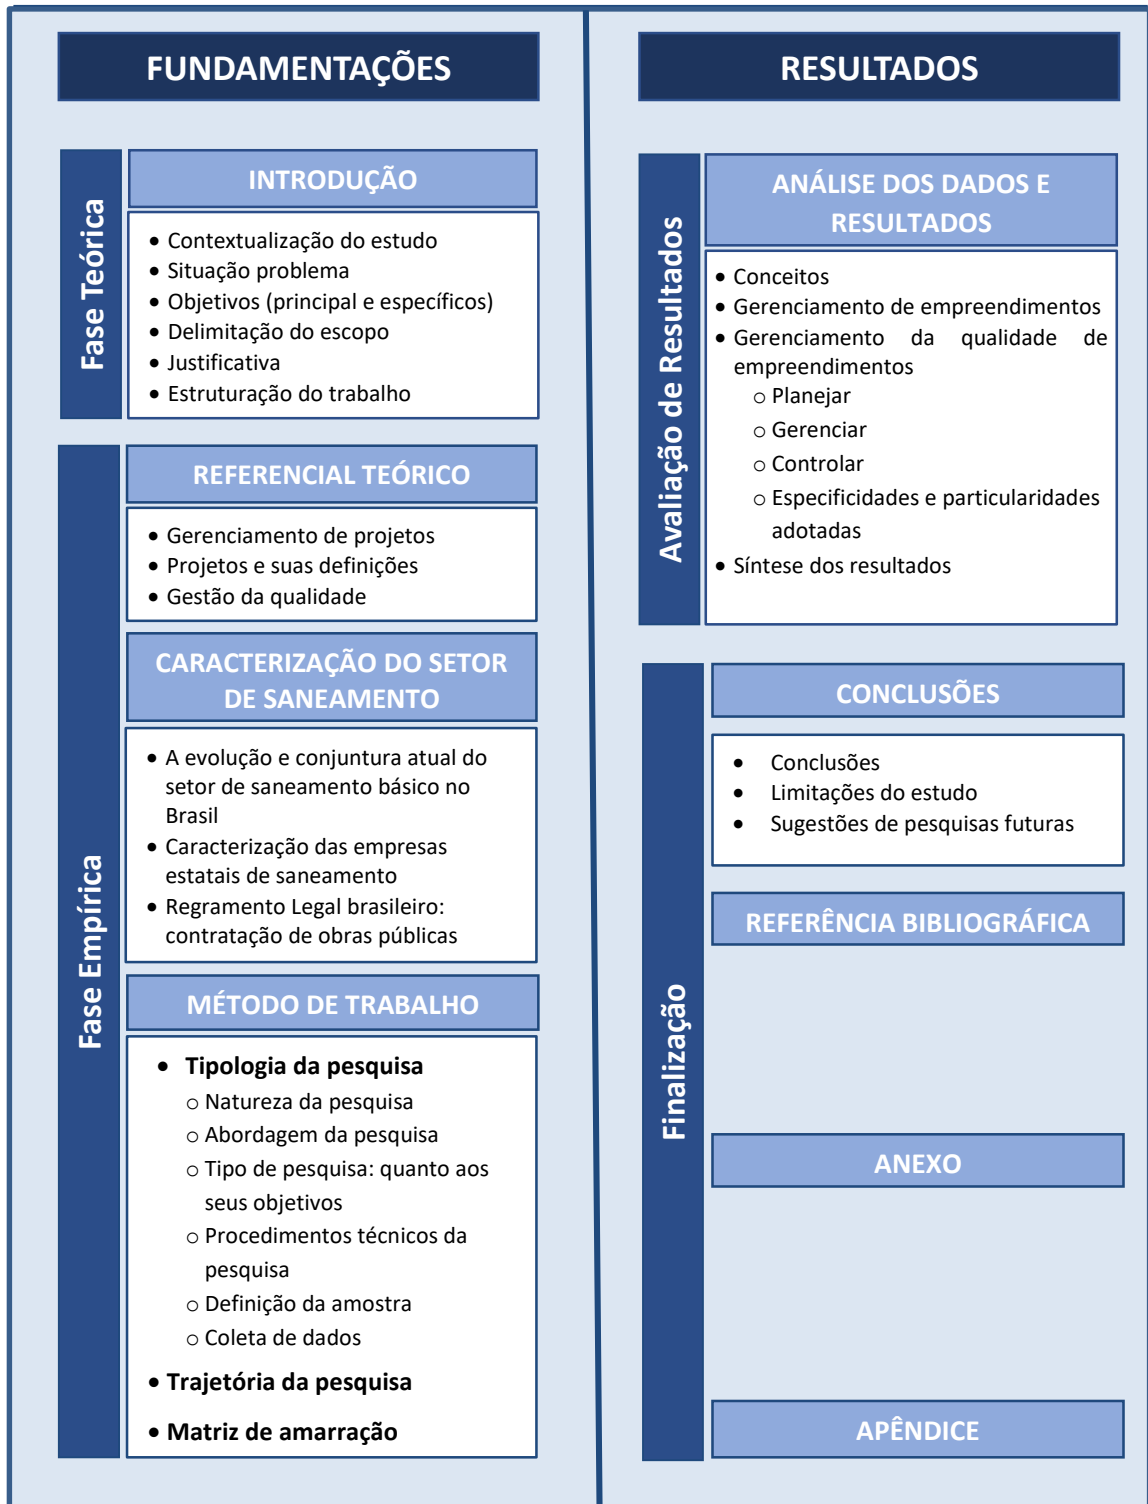 FUNDAMENTAÇÕES
Fase Teórica
INTRODUÇÃO
• Contextualização do estudo
• Situação problema
• Objetivos (principal e específicos)
• Delimitação do escopo
• Justificativa
• Estruturação do trabalho
Fase Empírica
REFERENCIAL TEÓRICO
• Gerenciamento de projetos
• Projetos e suas definições
• Gestão da qualidade
CARACTERIZAÇÃO DO SETOR
DE SANEAMENTO
• A evolução e conjuntura atual do
setor de saneamento básico no
Brasil
• Caracterização das empresas
estatais de saneamento
• Regramento Legal brasileiro:
contratação de obras públicas
MÉTODO DE TRABALHO
• Tipologia da pesquisa
o Natureza da pesquisa
o Abordagem da pesquisa
o Tipo de pesquisa: quanto aos
seus objetivos
o Procedimentos técnicos da
pesquisa
o Definição da amostra
o Coleta de dados
• Trajetória da pesquisa
• Matriz de amarração
RESULTADOS
Avaliação de Resultados
ANÁLISE DOS DADOS E
RESULTADOS
• Conceitos
• Gerenciamento de empreendimentos
• Gerenciamento da qualidade de
empreendimentos
o Planejar
o Gerenciar
o Controlar
o Especificidades e particularidades
adotadas
• Síntese dos resultados
Finalização
CONCLUSÕES
• Conclusões
• Limitações do estudo
• Sugestões de pesquisas futuras
REFERÊNCIA BIBLIOGRÁFICA
ANEXO
APÊNDICE